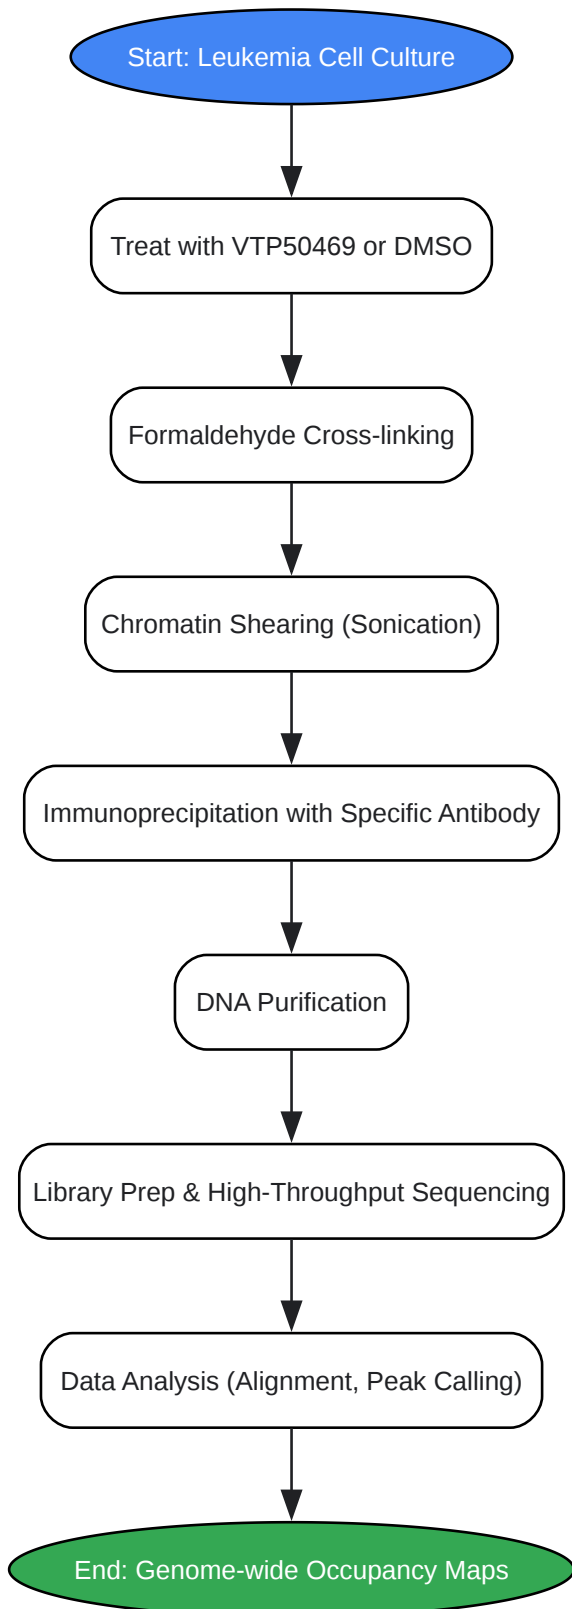 Start: Leukemia Cell Culture
Treat with VTP50469 or DMSO
Formaldehyde Cross-linking
Chromatin Shearing (Sonication)
Immunoprecipitation with Specific Antibody
DNA Purification
Library Prep & High-Throughput Sequencing
Data Analysis (Alignment, Peak Calling)
End: Genome-wide Occupancy Maps